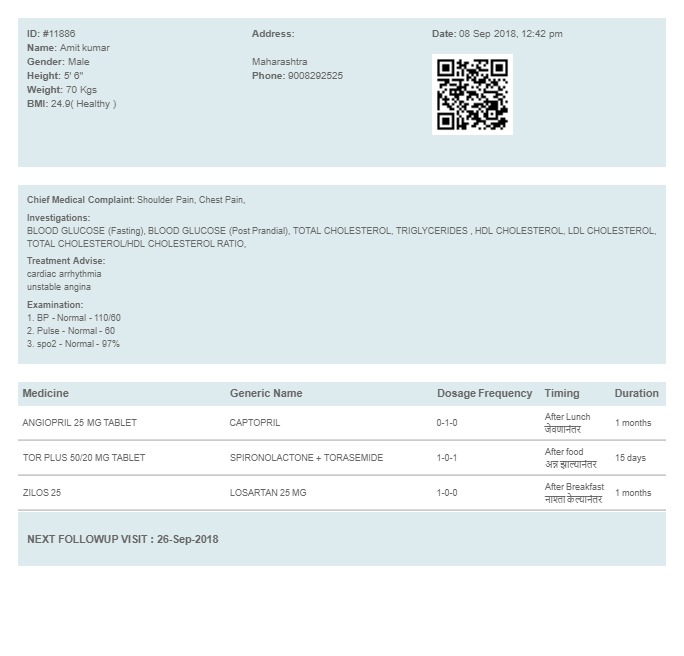 ID: #11886 Address: Date: 08 Sep 2018, 12:42 pm
Name: Amit kumar
Gender: Male Maharastra
Height: 5' 6" Phone: 9008292525
Weight: 70 Kgs
BMI: 24.9( Healthy )
Chief Medical Complaint: Shoulder Pain, Chest Pain,
Investigations:
BLOOD GLUCOSE (Fasting), BLOOD GLUCOSE (Post Prandial), TOTAL CHOLESTEROL, TRIGLYCERIDES , HDL CHOLESTEROL, LDL CHOLESTEROL,
TOTAL CHOLESTEROL/HDL CHOLESTEROL RATIO,
Treatment Advise:
cardiac arrhythmia
unstable angina
Examination:
1. BP - Normal - 110/60
2. Pulse - Normal - 60
3. spo2 - Normal - 97%
Medicine Generic Name Dosage Frequency Timing Duration
ANGIOPRIL 25 MG TABLET CAPTOPRIL 0-1-0 After Lunch 1 months
जेवणानंतर
TOR PLUS 50/20 MG TABLET SPIRONOLACTONE + TORASEMIDE 1-0-1 After food 15 days
अन्न झाल्यानंतर
ZILOS 25 LOSARTAN 25 MG 1-0-0 After Breakfast 1 months
नाश्ता केल्यानंतर
NEXT FOLLOWUP VISIT : 26-Sep-2018